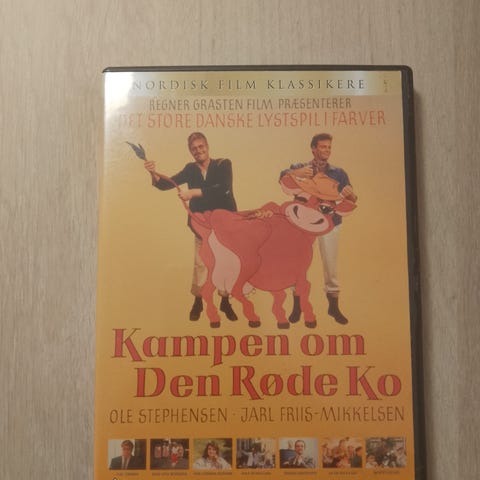 NORDISK FILM KLASSIKERE
REGNER GRASTEN FILM PRÆSENTERER
DET STORE DANSKE LYSTSPIL I FARVER
Kampen om
Den Røde Ko
OLE STEPHENSEN · JARL FRIIS-MIKKELSEN